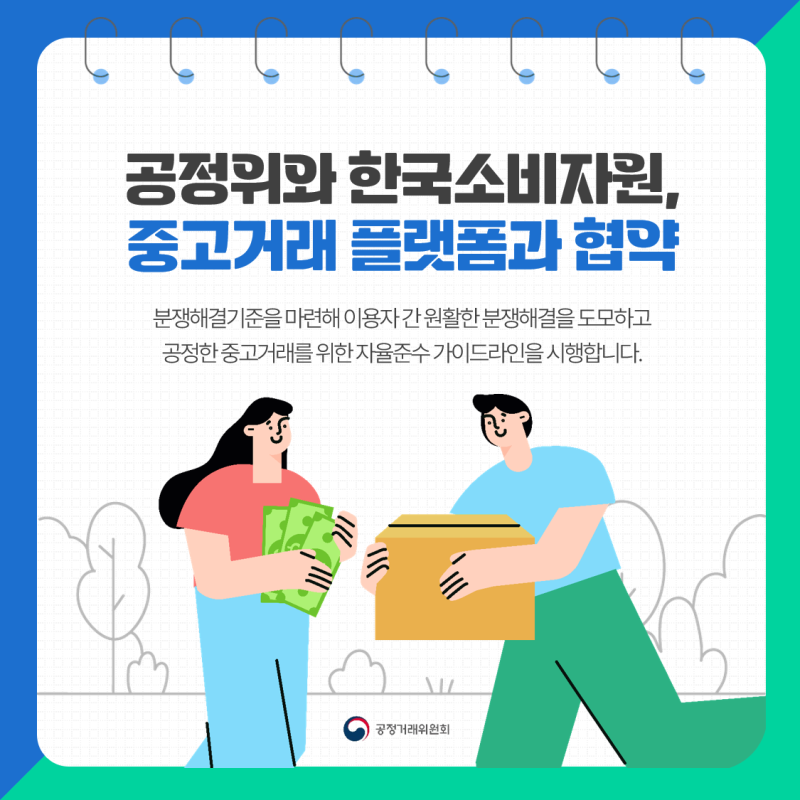 공정위와 한국소비자원,
중고거래 플랫폼과 협약
분쟁해결기준을 마련해 이용자 간 원활한 분쟁해결을 도모하고
공정한 중고거래를 위한 자율준수 가이드라인을 시행합니다.
공정거래위원회